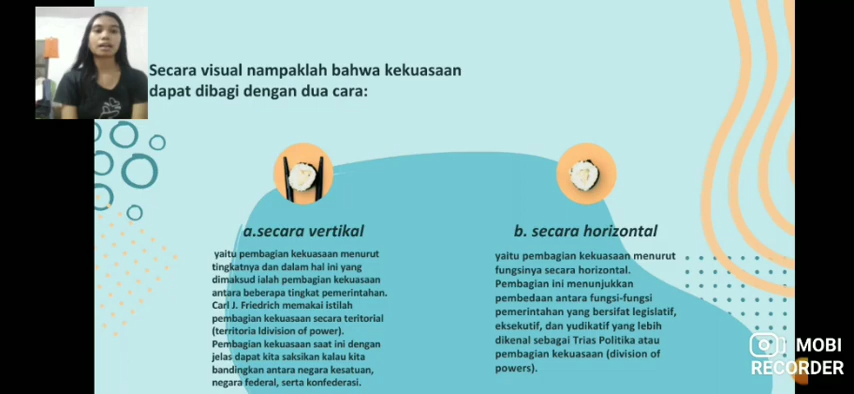 Secara visual nampaklah bahwa kekuasaan
dapat dibagi dengan dua cara:
a.secara vertikal
yaitu pembagian kekuasaan menurut
tingkatnya dan dalam hal ini yang
dimaksud ialah pembagian kekuasaan
antara beberapa tingkat pemerintahan.
Carl J. Friedrich memakai istilah
pembagian kekuasaan secara teritorial
(territoria ldivision of power).
Pembagian kekuasaan saat ini dengan
jelas dapat kita saksikan kalau kita
bandingkan antara negara kesatuan,
negara federal, serta konfederasi.
b. secara horizontal
yaitu pembagian kekuasaan menurut
fungsinya secara horizontal.
Pembagian ini menunjukkan
pembedaan antara fungsi-fungsi
pemerintahan yang bersifat legislatif,
eksekutif, dan yudikatif yang lebih
dikenal sebagai Trias Politika atau
pembagian kekuasaan (division of
powers).
MOBI
RECORDER